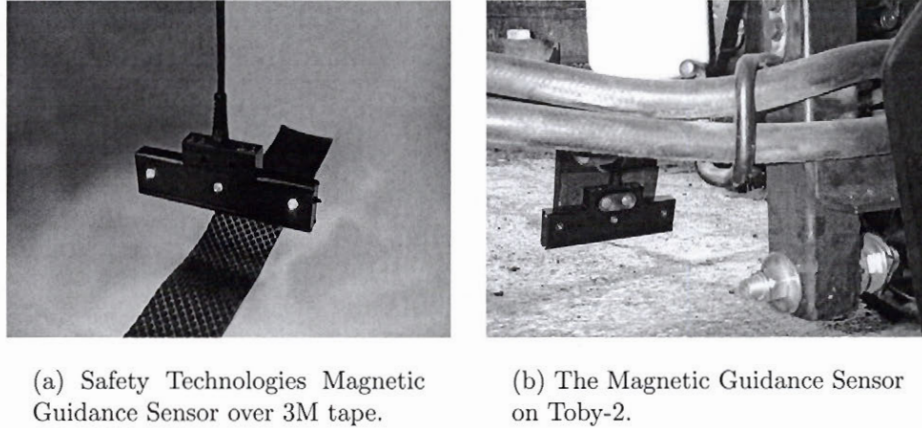 (a) Safety Technologies Magnetic
Guidance Sensor over 3M tape.
(b) The Magnetic Guidance Sensor
on Toby-2.